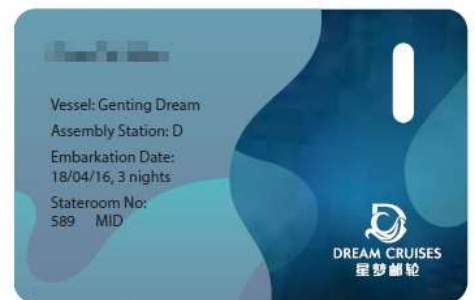 Vessel: Genting Dream
Assembly Station: D
Embarkation Date:
18/04/16, 3 nights
Stateroom No:
589 MID
DREAM CRUISES
星梦邮轮